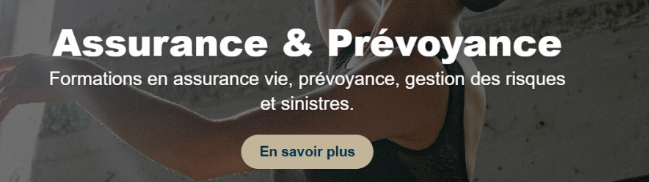 Assurance & Prévoyance
Formations en assurance vie, prévoyance, gestion des risques
et sinistres.
En savoir plus